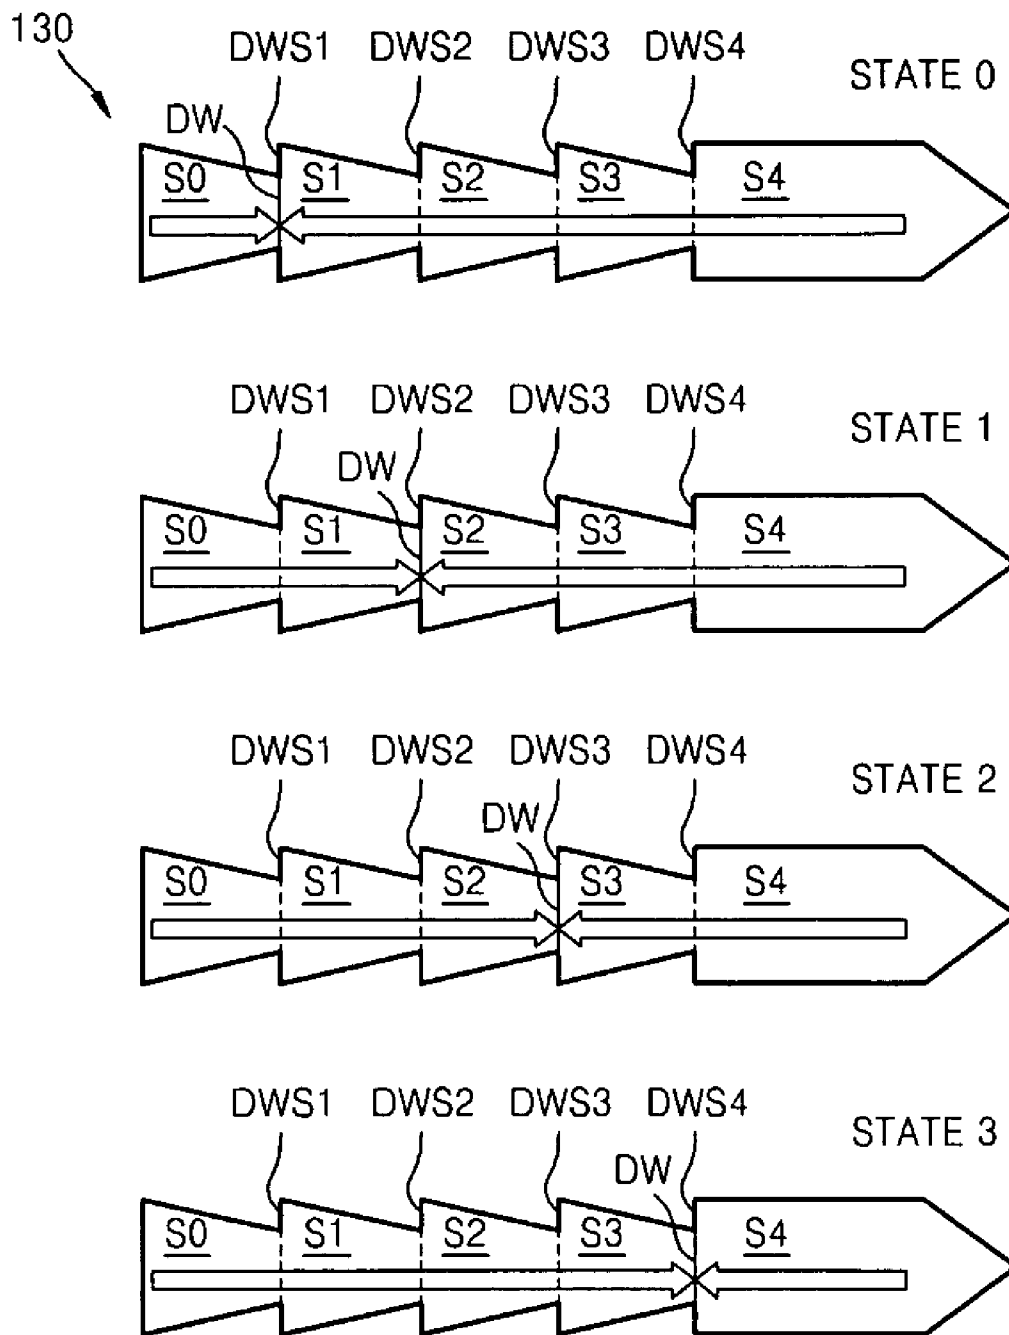 130
DWS1 DWS2 DWS3 DWS4
STATE 0
DW
S0 S1 S2 S3 S4
DWS1 DWS2 DWS3 DWS4
STATE 1
DW
S0 S1 S2 S3 S4
DWS1 DWS2 DWS3 DWS4
STATE 2
DW
S0 S1 S2 S3 S4
DWS1 DWS2 DWS3 DWS4
STATE 3
DW
S0 S1 S2 S3 S4